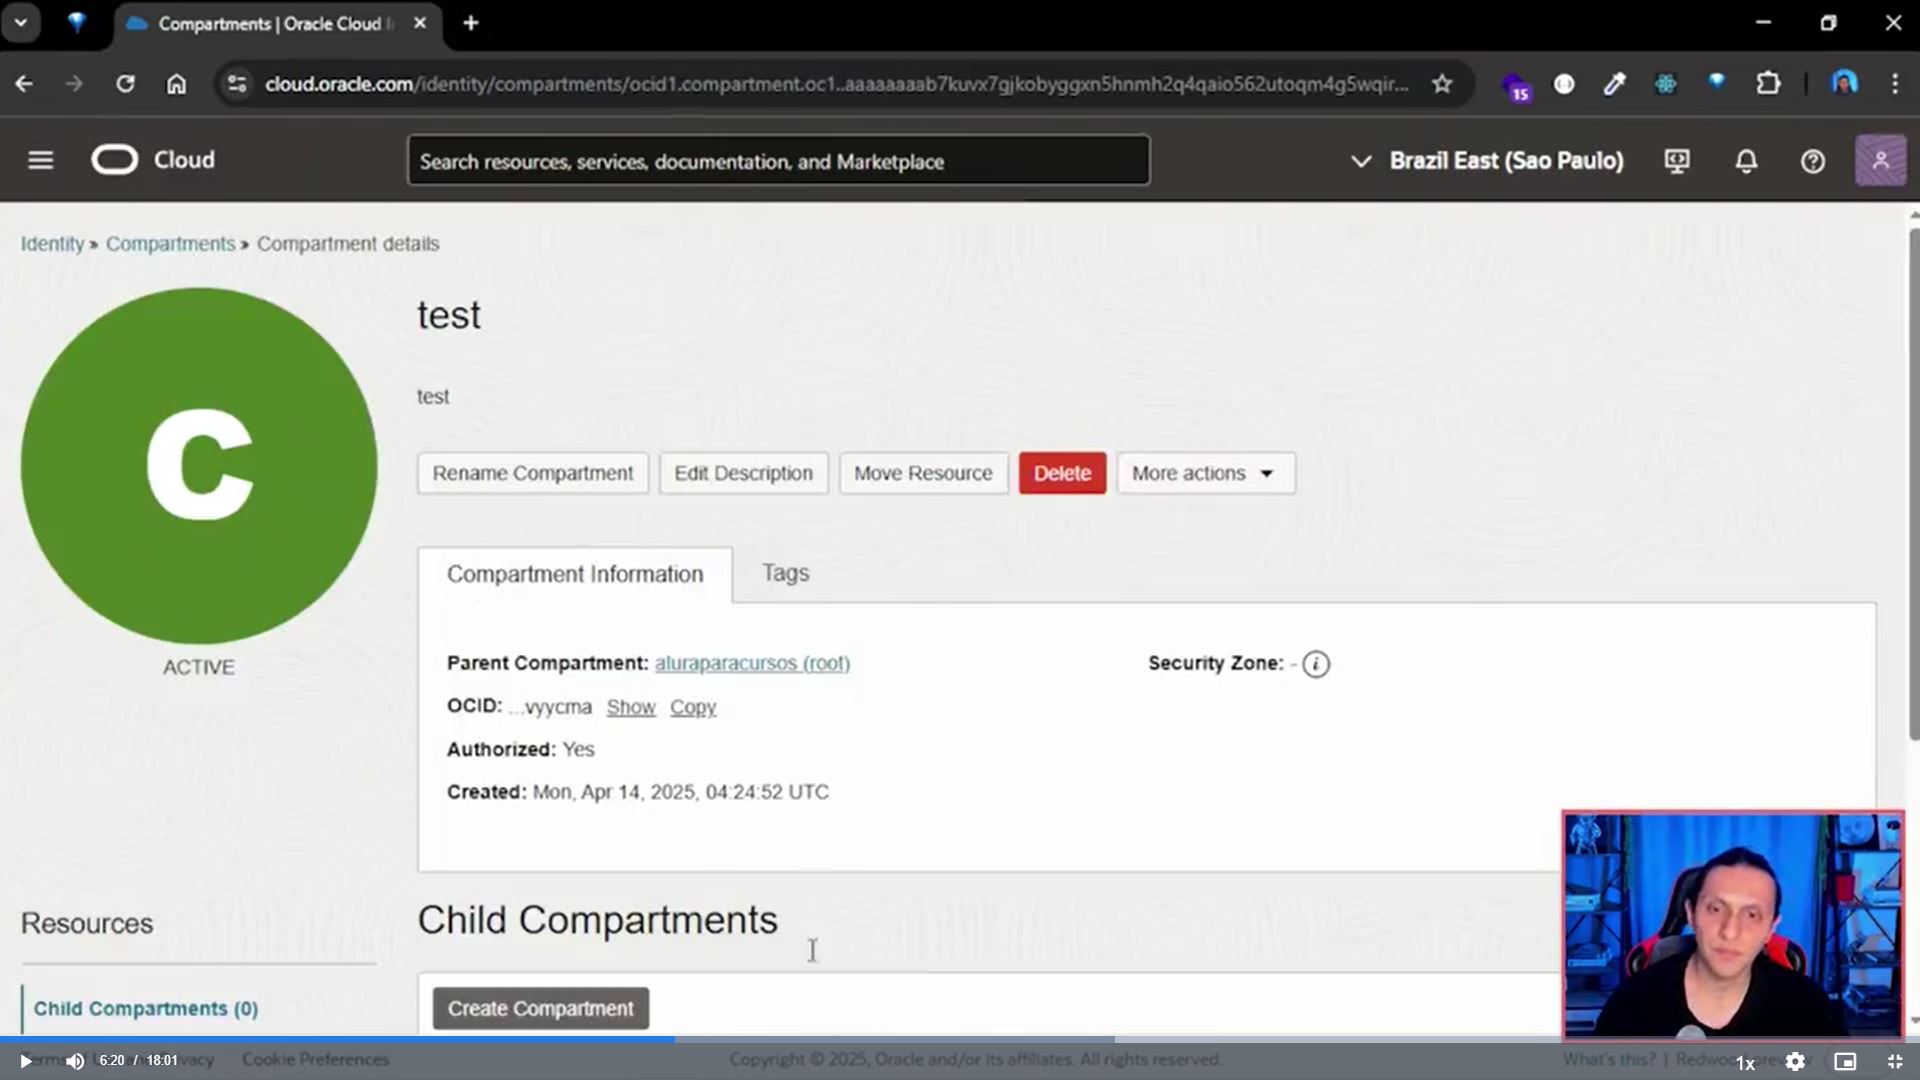 Compartments | Oracle Cloud
cloud.oracle.com/identity/compartments/ocid1.compartment.oc1..aaaaaaaab7kuvx7gjkobyggxn5hnmh2q4qaio562utoqm4g5wqir...
15
Cloud
Search resources, services, documentation, and Marketplace
Brazil East (Sao Paulo)
Identity » Compartments » Compartment details
C
ACTIVE
test
test
Rename Compartment
Edit Description
Move Resource
Delete
More actions
Compartment Information
Tags
Parent Compartment: aluraparacursos (root)
Security Zone: -
OCID: ...vyycma Show Copy
Authorized: Yes
Created: Mon, Apr 14, 2025, 04:24:52 UTC
Resources
Child Compartments (0)
Child Compartments
Create Compartment
6:20 / 18:01
Cookie Preferences
Copyright © 2025, Oracle and/or its affiliates. All rights reserved.
What's this? |
1x